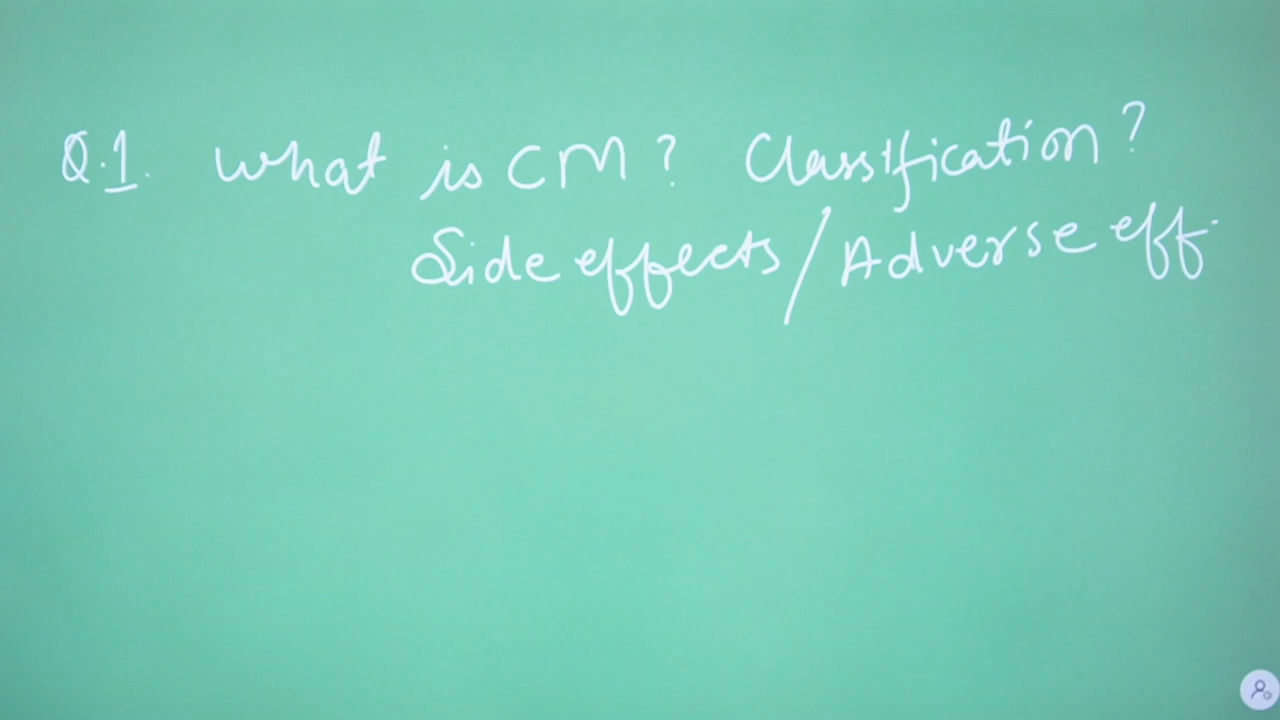 Q.1. What is CM? Classification?
Side effects/Adverse eff.